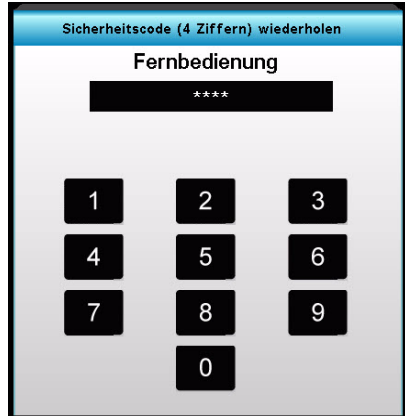 Sicherheitscode (4 Ziffern) wiederholen
Fernbedienung
****
1 2 3
4 5 6
7 8 9
0